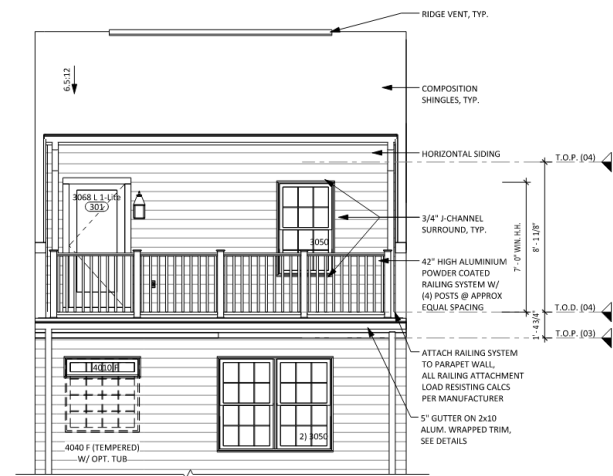 RIDGE VENT, TYP.
6.5:12
COMPOSITION
SHINGLES, TYP.
HORIZONTAL SIDING
T.O.P. (04)
3068 L 1-Lite
301
3050
3/4" J-CHANNEL
SURROUND, TYP.
7' - 0" WIN. H.H.
8' - 1 1/8"
42" HIGH ALUMINIUM
POWDER COATED
RAILING SYSTEM W/
(4) POSTS @ APPROX
EQUAL SPACING
T.O.D. (04)
1' - 4 3/4"
T.O.P. (03)
ATTACH RAILING SYSTEM
TO PARAPET WALL,
ALL RAILING ATTACHMENT
LOAD RESISTING CALCS
PER MANUFACTURER
4010 F
5" GUTTER ON 2x10
ALUM. WRAPPED TRIM,
SEE DETAILS
2) 3050
4040 F (TEMPERED)
W/ OPT. TUB